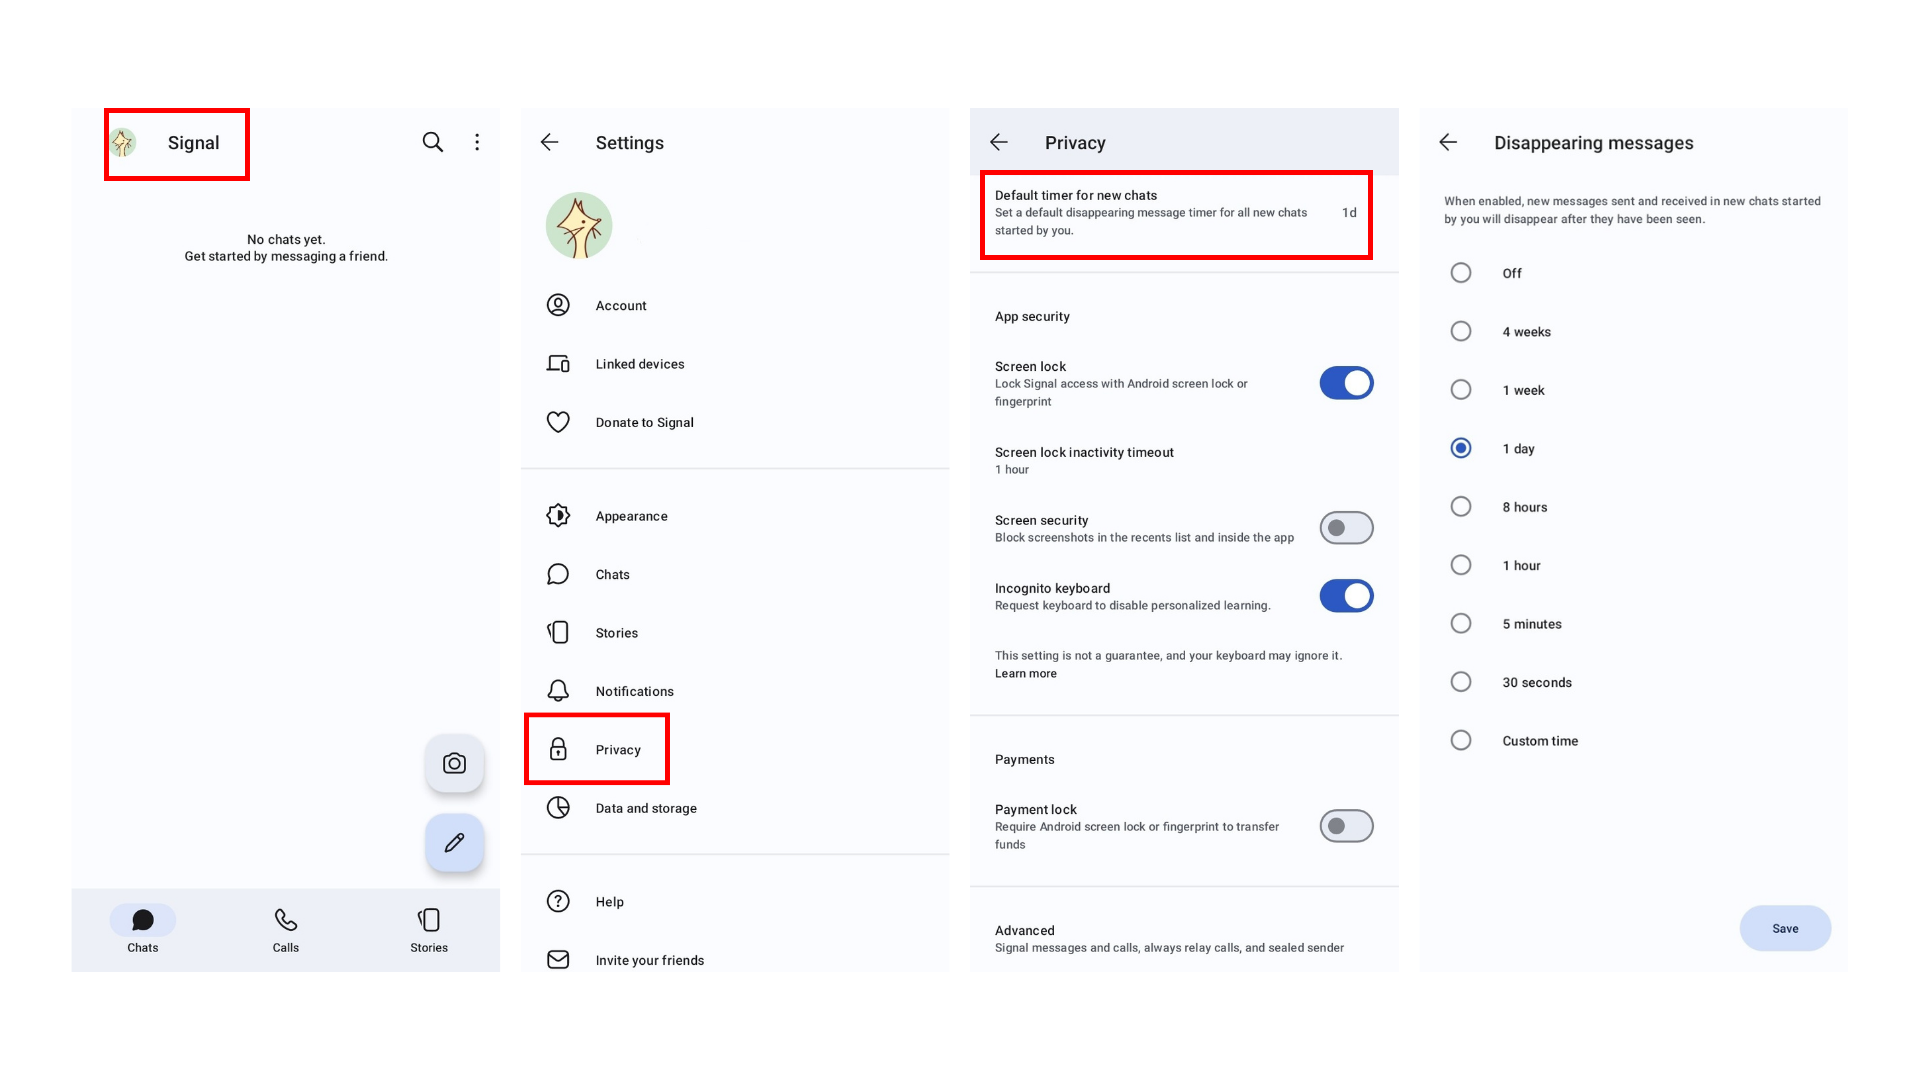 Signal
No chats yet.
Get started by messaging a friend.
Chats
Calls
Stories
Settings
Account
Linked devices
Donate to Signal
Appearance
Chats
Stories
Notifications
Privacy
Data and storage
Help
Invite your friends
Privacy
Default timer for new chats
Set a default disappearing message timer for all new chats
started by you.
1d
App security
Screen lock
Lock Signal access with Android screen lock or
fingerprint
Screen lock inactivity timeout
1 hour
Screen security
Block screenshots in the recents list and inside the app
Incognito keyboard
Request keyboard to disable personalized learning.
This setting is not a guarantee, and your keyboard may ignore it.
Learn more
Payments
Payment lock
Require Android screen lock or fingerprint to transfer
funds
Advanced
Signal messages and calls, always relay calls, and sealed sender
Disappearing messages
When enabled, new messages sent and received in new chats started
by you will disappear after they have been seen.
Off
4 weeks
1 week
1 day
8 hours
1 hour
5 minutes
30 seconds
Custom time
Save